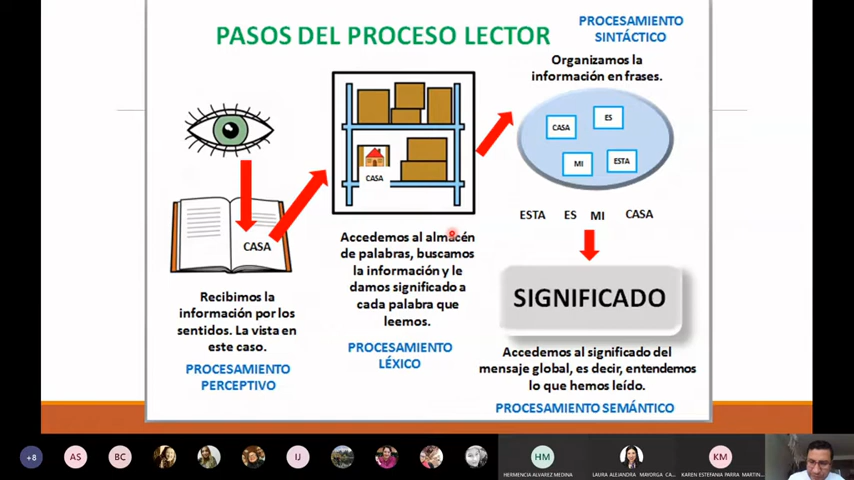 PASOS DEL PROCESO LECTOR
CASA
Recibimos la
información por los
sentidos. La vista en
este caso.
PROCESAMIENTO
PERCEPTIVO
CASA
Accedemos al almacén
de palabras, buscamos
la información y le
damos significado a
cada palabra que
leemos.
PROCESAMIENTO
LÉXICO
PROCESAMIENTO
SINTÁCTICO
Organizamos la
información en frases.
CASA
ES
MI
ESTA
ESTA ES MI CASA
SIGNIFICADO
Accedemos al significado del
mensaje global, es decir, entendemos
lo que hemos leído.
PROCESAMIENTO SEMÁNTICO
+8
AS
BC
IJ
HM
KM
HERMENCIA ALVAREZ MEDINA
LAURA ALEJANDRA MAYORGA CA...
KAREN ESTEFANIA PARRA MARTIN...